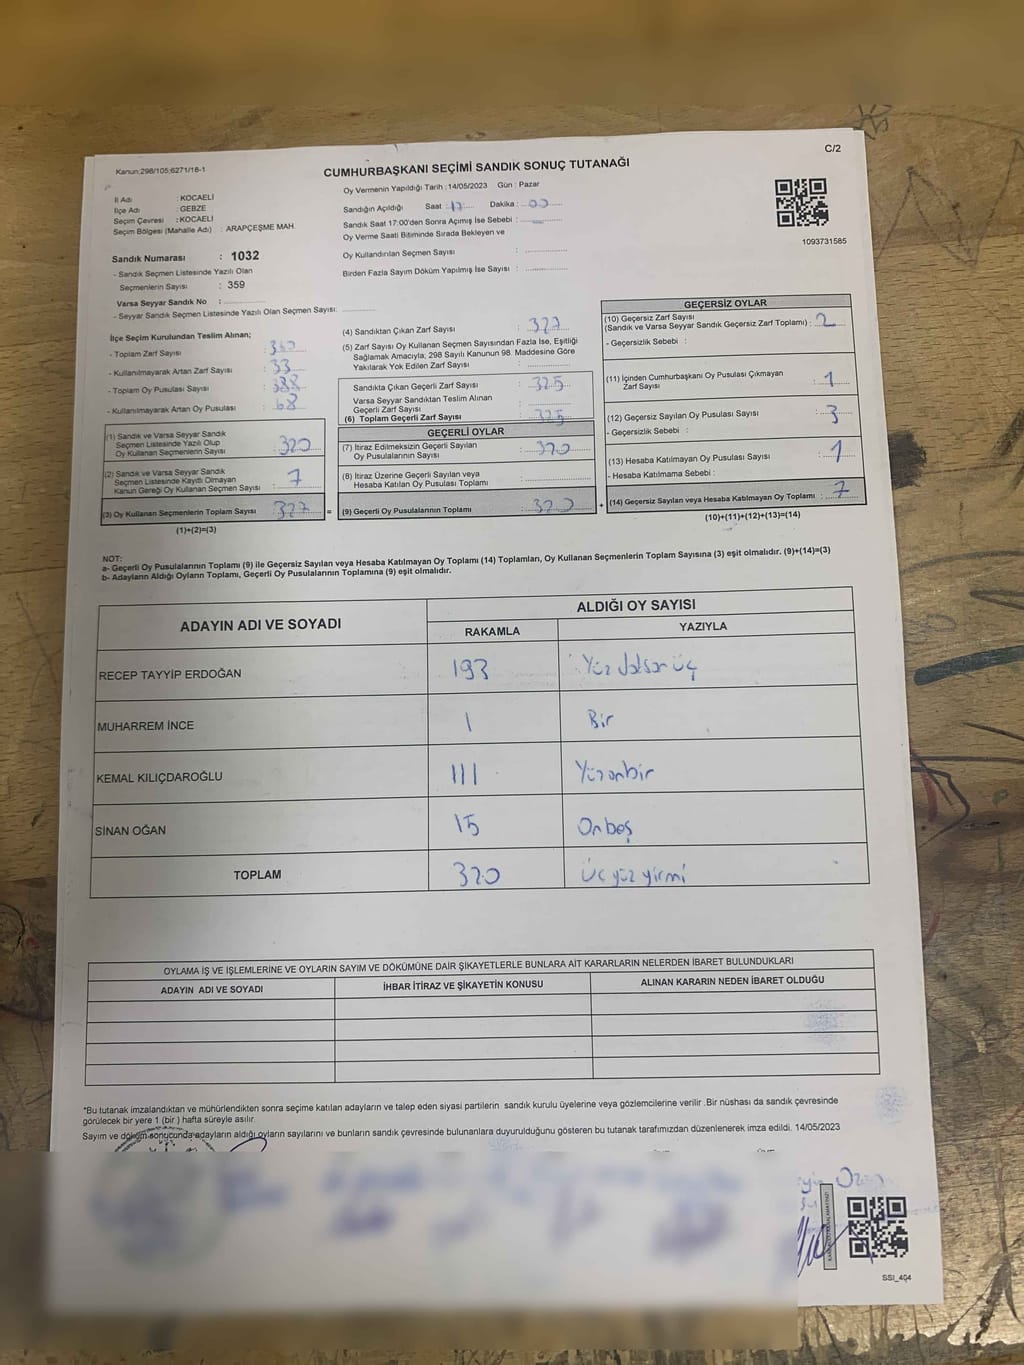 C/2
Kanun:298/105;6271/18-1
CUMHURBAŞKANI SEÇİMİ SANDIK SONUÇ TUTANAĞI
İl Adı : KOCAELİ
İlçe Adı : GEBZE
Seçim Çevresi : KOCAELİ
Seçim Bölgesi (Mahalle Adı) : ARAPÇEŞME MAH.
Oy Vermenin Yapıldığı Tarih :14/05/2023 Gün : Pazar
Sandığın Açıldığı Saat :17 Dakika :00
Sandık Saat 17:00'den Sonra Açımış İse Sebebi :
Oy Verme Saati Bitiminde Sırada Bekleyen ve
Oy Kullandırılan Seçmen Sayısı :
Birden Fazla Sayım Döküm Yapılmış İse Sayısı :
1093731585
Sandık Numarası : 1032
- Sandık Seçmen Listesinde Yazılı Olan
Seçmenlerin Sayısı : 359
Varsa Seyyar Sandık No :
- Seyyar Sandık Seçmen Listesinde Yazılı Olan Seçmen Sayısı:
İlçe Seçim Kurulundan Teslim Alınan;
- Toplam Zarf Sayısı :
- Kullanılmayarak Artan Zarf Sayısı : 33
- Toplam Oy Pusulası Sayısı : 388
- Kullanılmayarak Artan Oy Pusulası : 68
(1) Sandık ve Varsa Seyyar Sandık
Seçmen Listesinde Yazılı Olup
Oy Kullanan Seçmenlerin Sayısı : 320
(2) Sandık ve Varsa Seyyar Sandık
Seçmen Listesinde Kayıtlı Olmayan
Kanun Gereği Oy Kullanan Seçmen Sayısı : 7
(3) Oy Kullanan Seçmenlerin Toplam Sayısı : 327 =
(1)+(2)=(3)
(4) Sandıktan Çıkan Zarf Sayısı : 327
(5) Zarf Sayısı Oy Kullanan Seçmen Sayısından Fazla İse, Eşitliği
Sağlamak Amacıyla, 298 Sayılı Kanunun 98. Maddesine Göre
Yakılarak Yok Edilen Zarf Sayısı :
Sandıkta Çıkan Geçerli Zarf Sayısı : 325
Varsa Seyyar Sandıktan Teslim Alınan
Geçerli Zarf Sayısı :
(6) Toplam Geçerli Zarf Sayısı : 325
GEÇERLİ OYLAR
(7) İtiraz Edilmeksizin Geçerli Sayılan
Oy Pusulasının Sayısı : 320
(8) İtiraz Üzerine Geçerli Sayılan veya
Hesaba Katılan Oy Pusulası Toplamı :
(9) Geçerli Oy Pusulalarının Toplamı : 320 +
GEÇERSİZ OYLAR
(10) Geçersiz Zarf Sayısı
(Sandık ve Varsa Seyyar Sandık Geçersiz Zarf Toplamı) : 2
- Geçersizlik Sebebi :
(11) İçinden Cumhurbaşkanı Oy Pusulası Çıkmayan
Zarf Sayısı : 1
(12) Geçersiz Sayılan Oy Pusulası Sayısı : 3
- Geçersizlik Sebebi :
(13) Hesaba Katılmayan Oy Pusulası Sayısı : 1
- Hesaba Katılmama Sebebi :
(14) Geçersiz Sayılan veya Hesaba Katılmayan Oy Toplamı : 7
(10)+(11)+(12)+(13)=(14)
NOT:
a- Geçerli Oy Pusulalarının Toplamı (9) ile Geçersiz Sayılan veya Hesaba Katılmayan Oy Toplamı (14) Toplamları, Oy Kullanan Seçmenlerin Toplam Sayısına (3) eşit olmalıdır. (9)+(14)=(3)
b- Adayların Aldığı Oyların Toplamı, Geçerli Oy Pusulalarının Toplamına (9) eşit olmalıdır.
ADAYIN ADI VE SOYADI
ALDIĞI OY SAYISI
RAKAMLA YAZIYLA
RECEP TAYYİP ERDOĞAN 193 Yüz doksan üç
MUHARREM İNCE 1 Bir
KEMAL KILIÇDAROĞLU 111 Yüzonbir
SİNAN OĞAN 15 Onbeş
TOPLAM 320 Üç yüz yirmi
OYLAMA İŞ VE İŞLEMLERİNE VE OYLARIN SAYIM VE DÖKÜMÜNE DAİR ŞİKAYETLERLE BUNLARA AİT KARARLARIN NELERDEN İBARET BULUNDUKLARI
ADAYIN ADI VE SOYADI İHBAR İTİRAZ VE ŞİKAYETİN KONUSU ALINAN KARARIN NEDEN İBARET OLDUĞU
*Bu tutanak imzalandıktan ve mühürlendikten sonra seçime katılan adayların ve talep eden siyasi partilerin sandık kurulu üyelerine veya gözlemcilerine verilir .Bir nüshası da sandık çevresinde
görülecek bir yere 1 (bir ) hafta süreyle asılır.
Sayım ve döküm sonucunda adayların aldığı oyların sayılarını ve bunların sandık çevresinde bulunanlara duyurulduğunu gösteren bu tutanak tarafımızdan düzenlenerek imza edildi. 14/05/2023
SSI_404